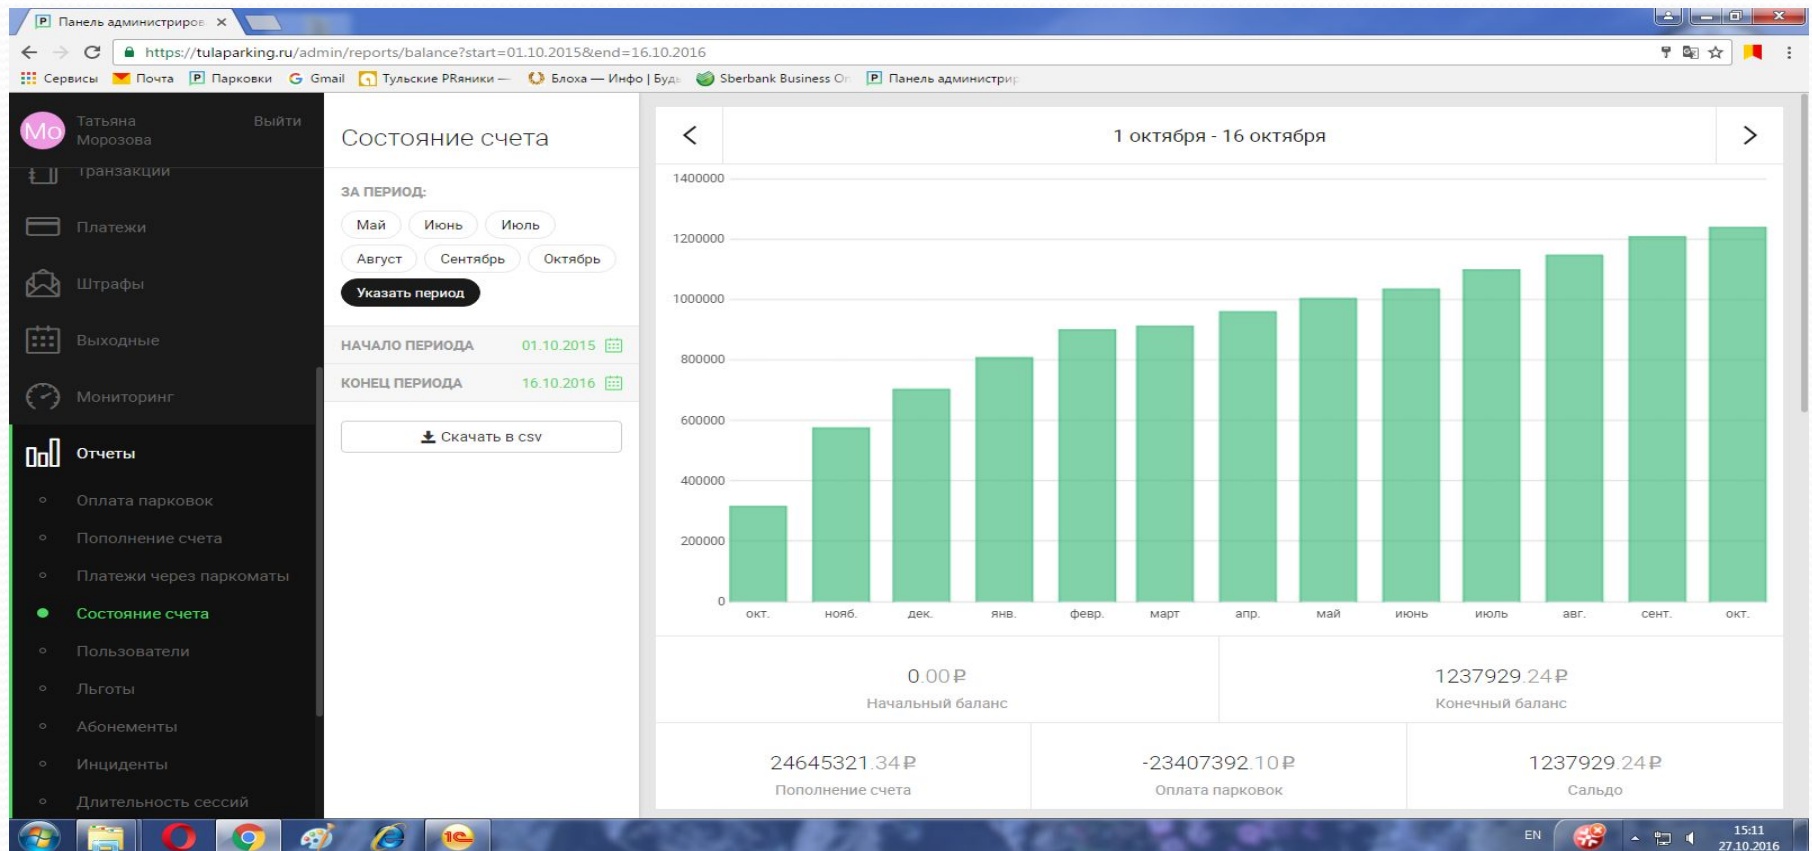 Панель администриров
https://tulaparking.ru/admin/reports/balance?start=01.10.2015&end=16.10.2016
Сервисы Почта Парковки Gmail Тульские PRяники — Блоха — Инфо | Будь Sberbank Business On Панель администрир
Мо Татьяна Морозова Выйти
Транзакции
Платежи
Штрафы
Выходные
Мониторинг
Отчеты
Оплата парковок
Пополнение счета
Платежи через паркоматы
Состояние счета
Пользователи
Льготы
Абонементы
Инциденты
Длительность сессий
Состояние счета
ЗА ПЕРИОД:
Май Июнь Июль
Август Сентябрь Октябрь
Указать период
НАЧАЛО ПЕРИОДА 01.10.2015
КОНЕЦ ПЕРИОДА 16.10.2016
Скачать в csv
< 1 октября - 16 октября >
1400000
1200000
1000000
800000
600000
400000
200000
0
окт. нояб. дек. янв. февр. март апр. май июнь июль авг. сент. окт.
0.00 ₽ 1237929.24 ₽
Начальный баланс Конечный баланс
24645321.34 ₽ -23407392.10 ₽ 1237929.24 ₽
Пополнение счета Оплата парковок Сальдо
1С
EN
15:11
27.10.2016